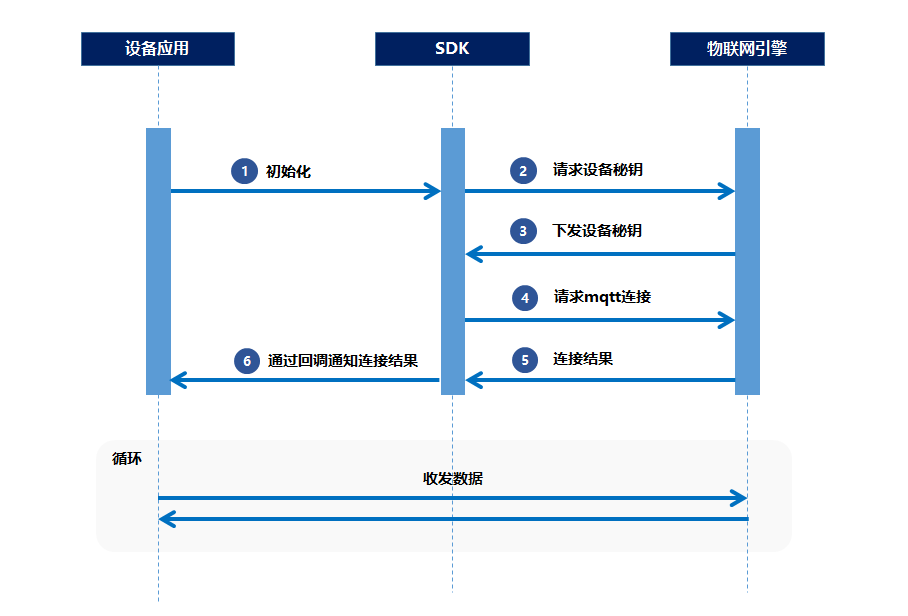 设备应用
SDK
物联网引擎
1 初始化
2 请求设备秘钥
3 下发设备秘钥
4 请求mqtt连接
5 连接结果
6 通过回调通知连接结果
循环
收发数据